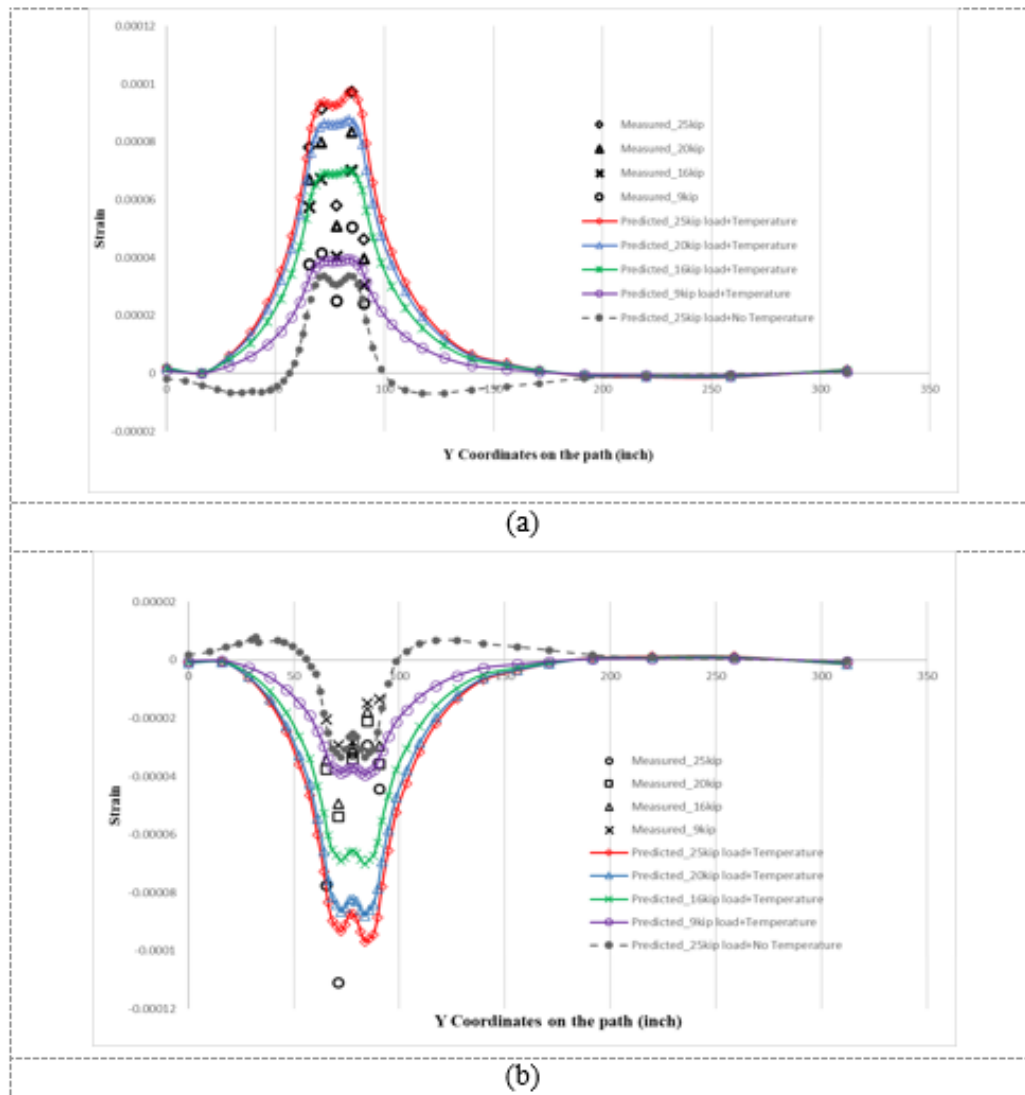 0.00012
0.0001
0.00008
0.00006
0.00004
0.00002
0
-0.00002
Strain
0 50 100 150 200 250 300 350
Y Coordinates on the path (inch)
Measured_25kip
Measured_20kip
Measured_16kip
Measured_9kip
Predicted_25kip load+Temperature
Predicted_20kip load+Temperature
Predicted_16kip load+Temperature
Predicted_9kip load+Temperature
Predicted_25kip load+No Temperature
(a)
0.00002
0
-0.00002
-0.00004
-0.00006
-0.00008
-0.0001
-0.00012
Strain
0 50 100 150 200 250 300 350
Measured_25kip
Measured_20kip
Measured_16kip
Measured_9kip
Predicted_25kip load+Temperature
Predicted_20kip load+Temperature
Predicted_16kip load+Temperature
Predicted_9kip load+Temperature
Predicted_25kip load+No Temperature
Y Coordinates on the path (inch)
(b)